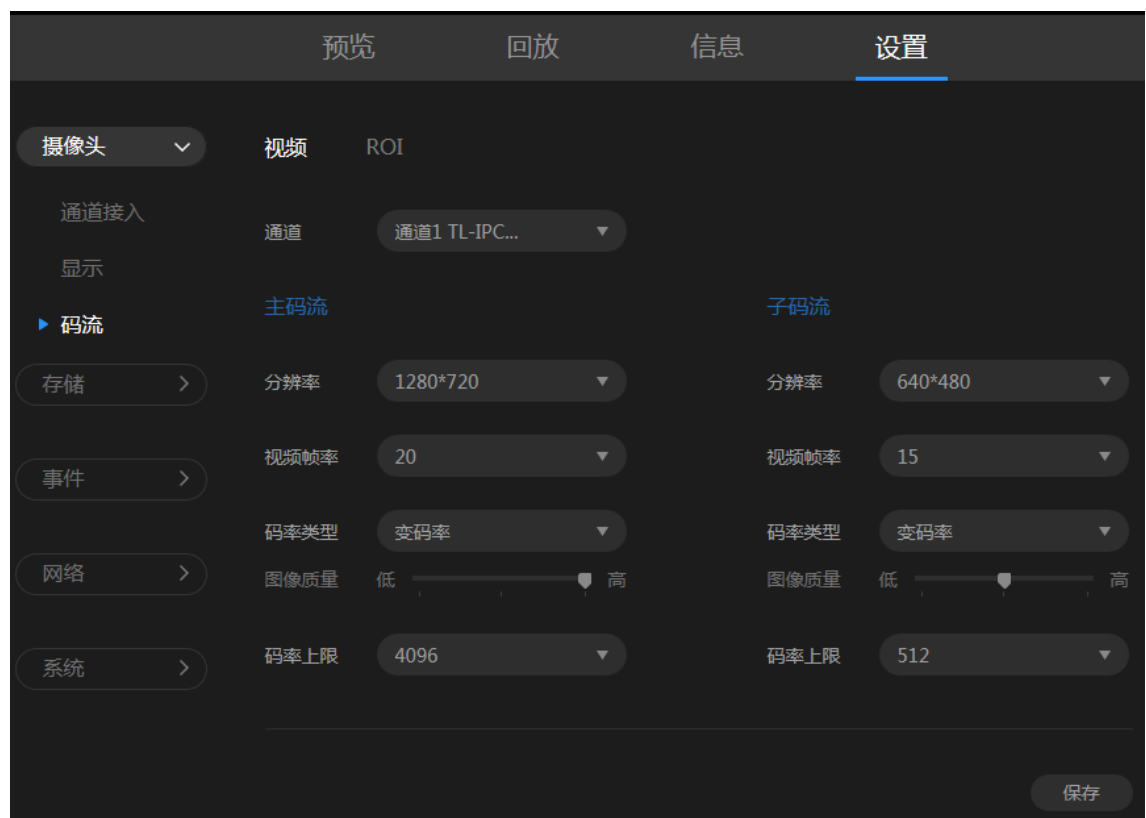 预览 回放 信息 设置
摄像头 视频 ROI
通道接入
通道 通道1 TL-IPC...
显示
主码流 子码流
码流
分辨率 1280*720 分辨率 640*480
存储
视频帧率 20 视频帧率 15
事件
码率类型 变码率 码率类型 变码率
网络 图像质量 低 高 图像质量 低 高
码率上限 4096 码率上限 512
系统
保存